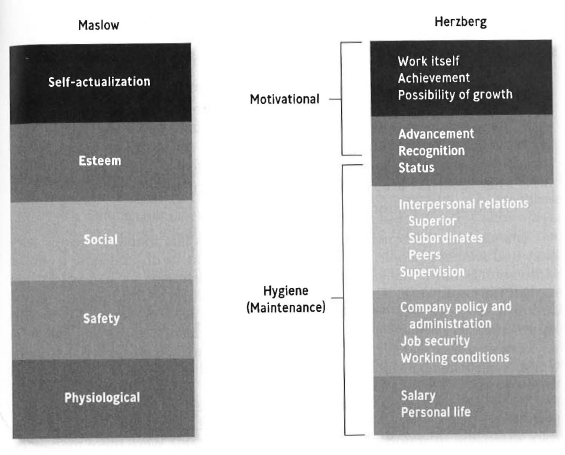 Maslow
Self-actualization
Esteem
Social
Safety
Physiological
Motivational
Hygiene
(Maintenance)
Herzberg
Work itself
Achievement
Possibility of growth
Advancement
Recognition
Status
Interpersonal relations
Superior
Subordinates
Peers
Supervision
Company policy and
administration
Job security
Working conditions
Salary
Personal life